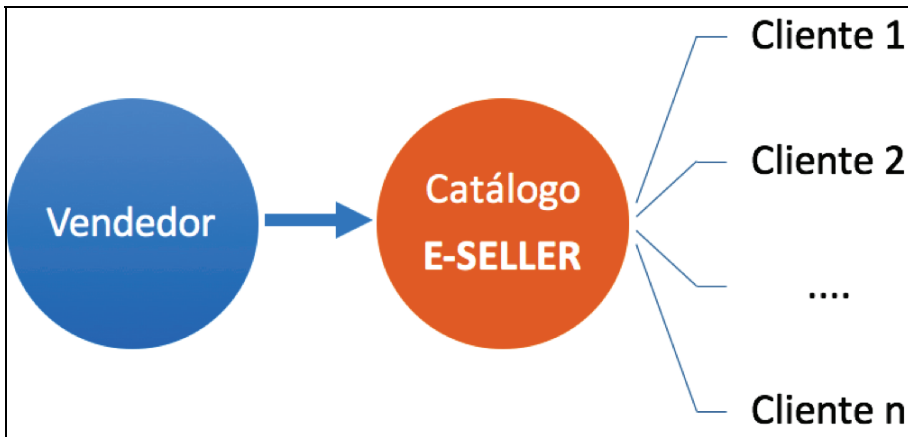 Vendedor
Catálogo
E-SELLER
Cliente 1
Cliente 2
....
Cliente n